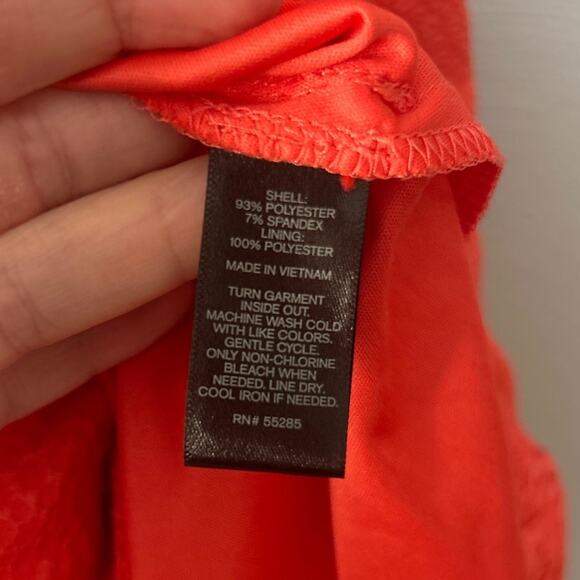 SHELL:
93% POLYESTER
7% SPANDEX
LINING:
100% POLYESTER
MADE IN VIETNAM
TURN GARMENT
INSIDE OUT.
MACHINE WASH COLD
WITH LIKE COLORS.
GENTLE CYCLE.
ONLY NON-CHLORINE
BLEACH WHEN
NEEDED. LINE DRY.
COOL IRON IF NEEDED.
RN# 55285